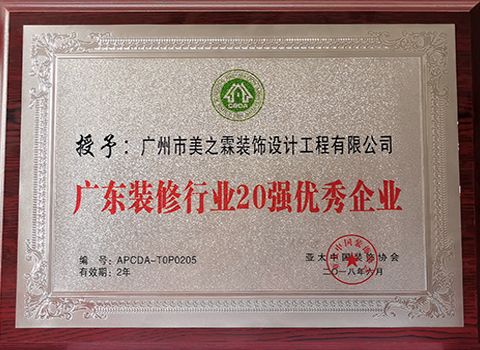 CBDA
授予：广州市美之霖装饰设计工程有限公司
广东装修行业20强优秀企业
编 号：APCDA-T0P0205
亚太中国装饰协会
有效期：2年
二〇一八年六月